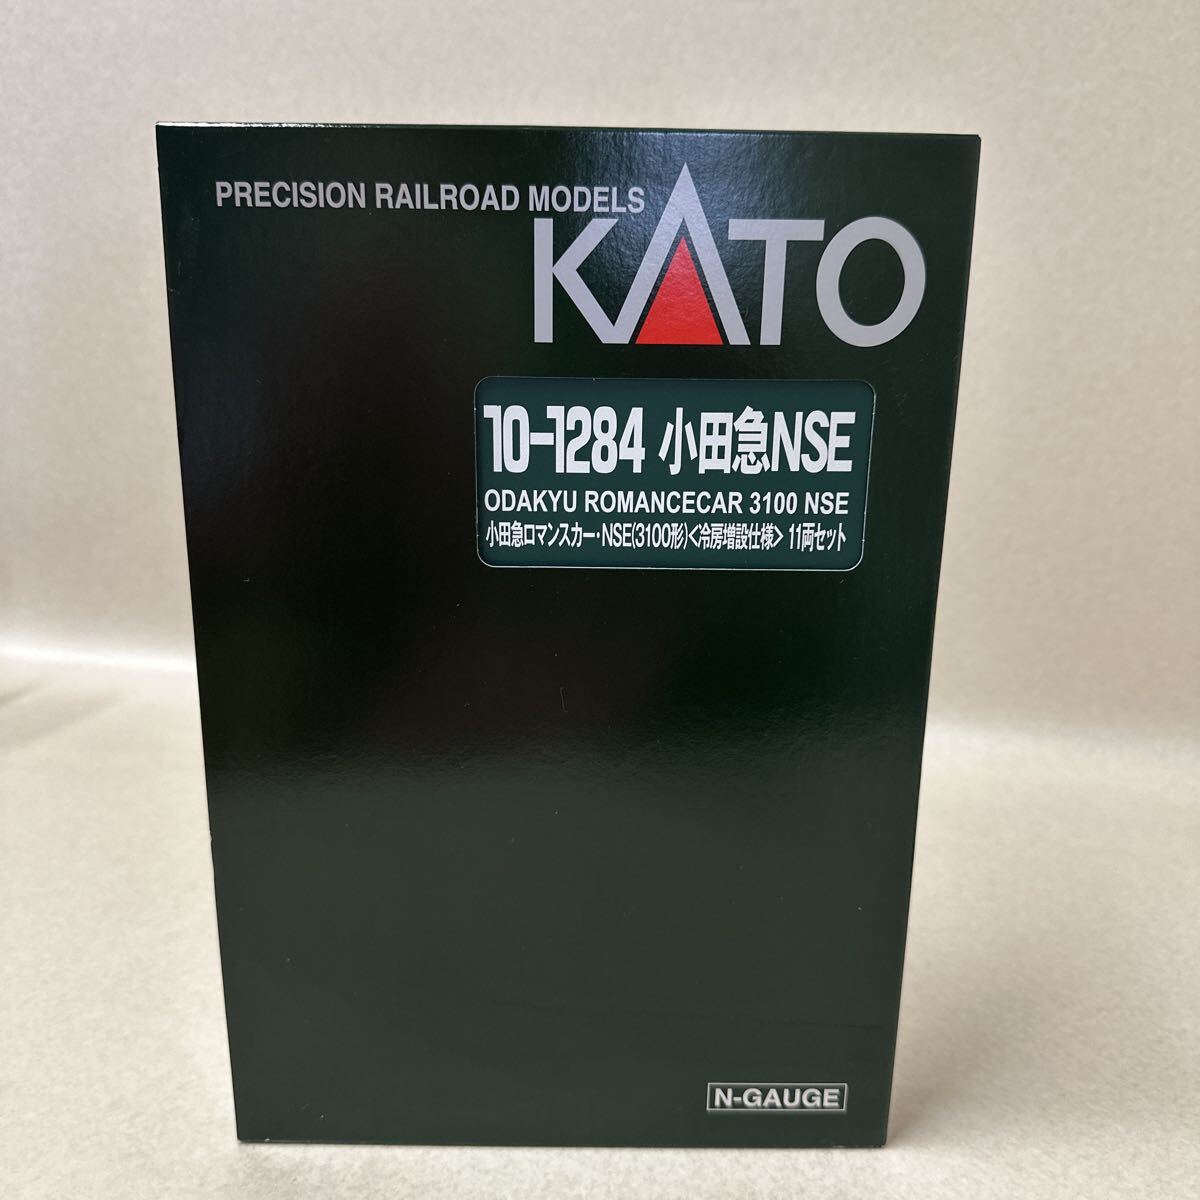 PRECISION RAILROAD MODELS
KATO
10-1284 小田急NSE
ODAKYU ROMANCECAR 3100 NSE
小田急ロマンスカー・NSE(3100形)<冷房増設仕様> 11両セット
N-GAUGE